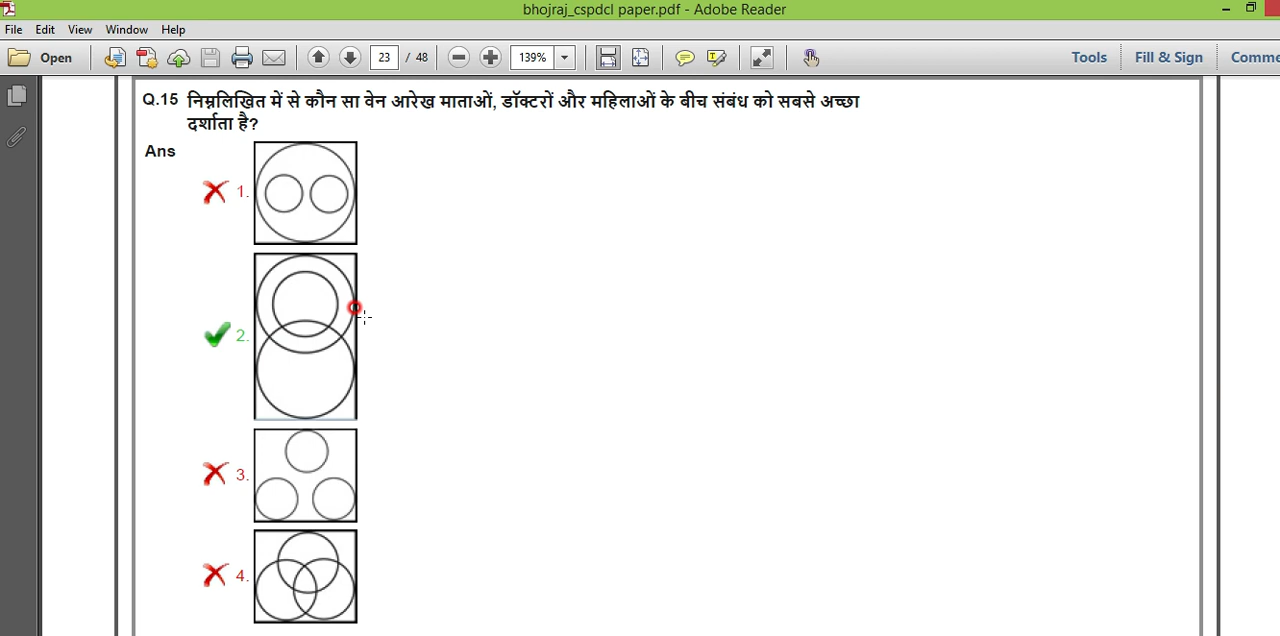 bhojraj_cspdcl paper.pdf - Adobe Reader
File Edit View Window Help
Open 23 / 48 139% Tools Fill & Sign Comme
Q.15 निम्नलिखित में से कौन सा वेन आरेख माताओं, डॉक्टरों और महिलाओं के बीच संबंध को सबसे अच्छा
दर्शाता है?
Ans
1.
2.
3.
4.